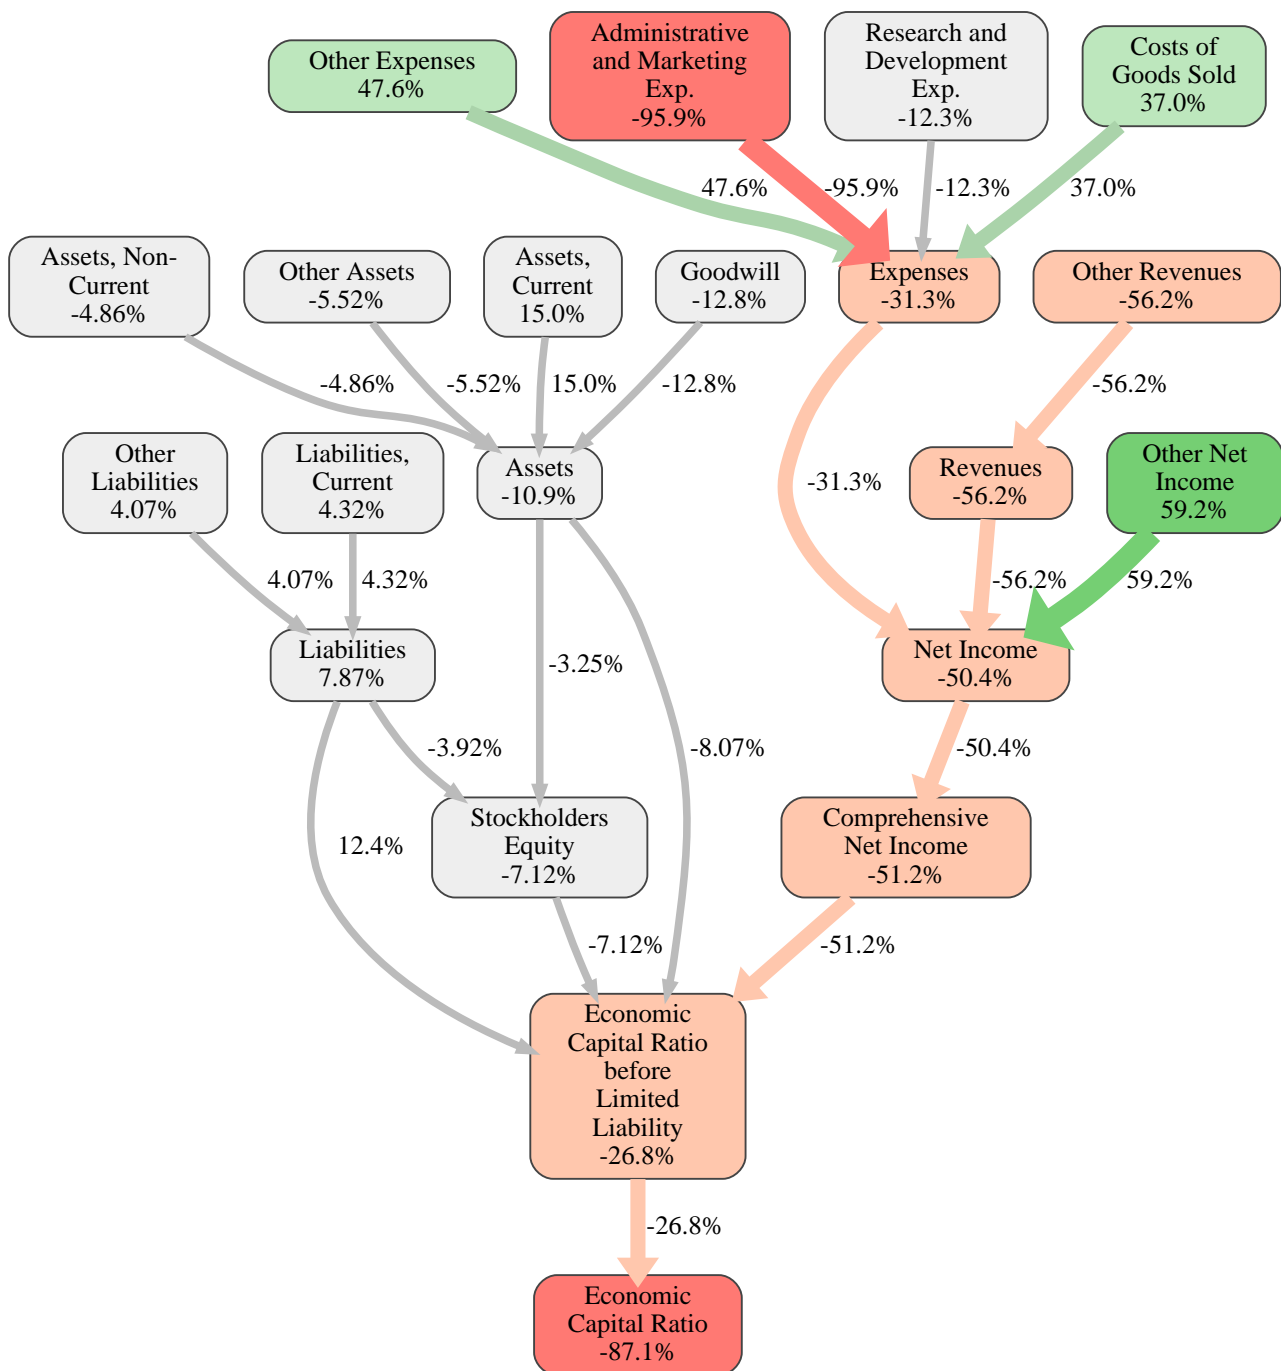 Other Expenses
47.6%
Administrative
and Marketing
Exp.
-95.9%
Research and
Development
Exp.
-12.3%
Costs of
Goods Sold
37.0%
47.6%
-95.9%
-12.3%
37.0%
Assets, Non-
Current
-4.86%
Other Assets
-5.52%
Assets,
Current
15.0%
Goodwill
-12.8%
Expenses
-31.3%
Other Revenues
-56.2%
-4.86%
-5.52%
15.0%
-12.8%
-56.2%
Other
Liabilities
4.07%
Liabilities,
Current
4.32%
Assets
-10.9%
-31.3%
Revenues
-56.2%
Other Net
Income
59.2%
4.07%
4.32%
-56.2%
59.2%
Liabilities
7.87%
-3.25%
Net Income
-50.4%
-3.92%
-8.07%
-50.4%
12.4%
Stockholders
Equity
-7.12%
Comprehensive
Net Income
-51.2%
-7.12%
-51.2%
Economic
Capital Ratio
before
Limited
Liability
-26.8%
-26.8%
Economic
Capital Ratio
-87.1%